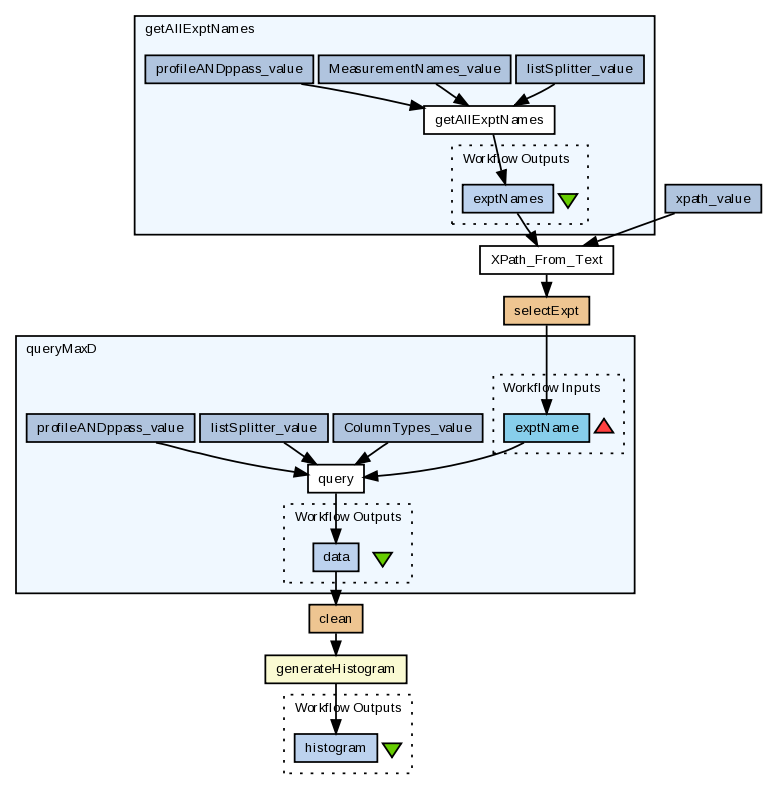 getAllExptNames
profileANDppass_value
MeasurementNames_value
listSplitter_value
getAllExptNames
Workflow Outputs
exptNames
xpath_value
XPath_From_Text
selectExpt
queryMaxD
Workflow Inputs
profileANDppass_value
listSplitter_value
ColumnTypes_value
exptName
query
Workflow Outputs
data
clean
generateHistogram
Workflow Outputs
histogram